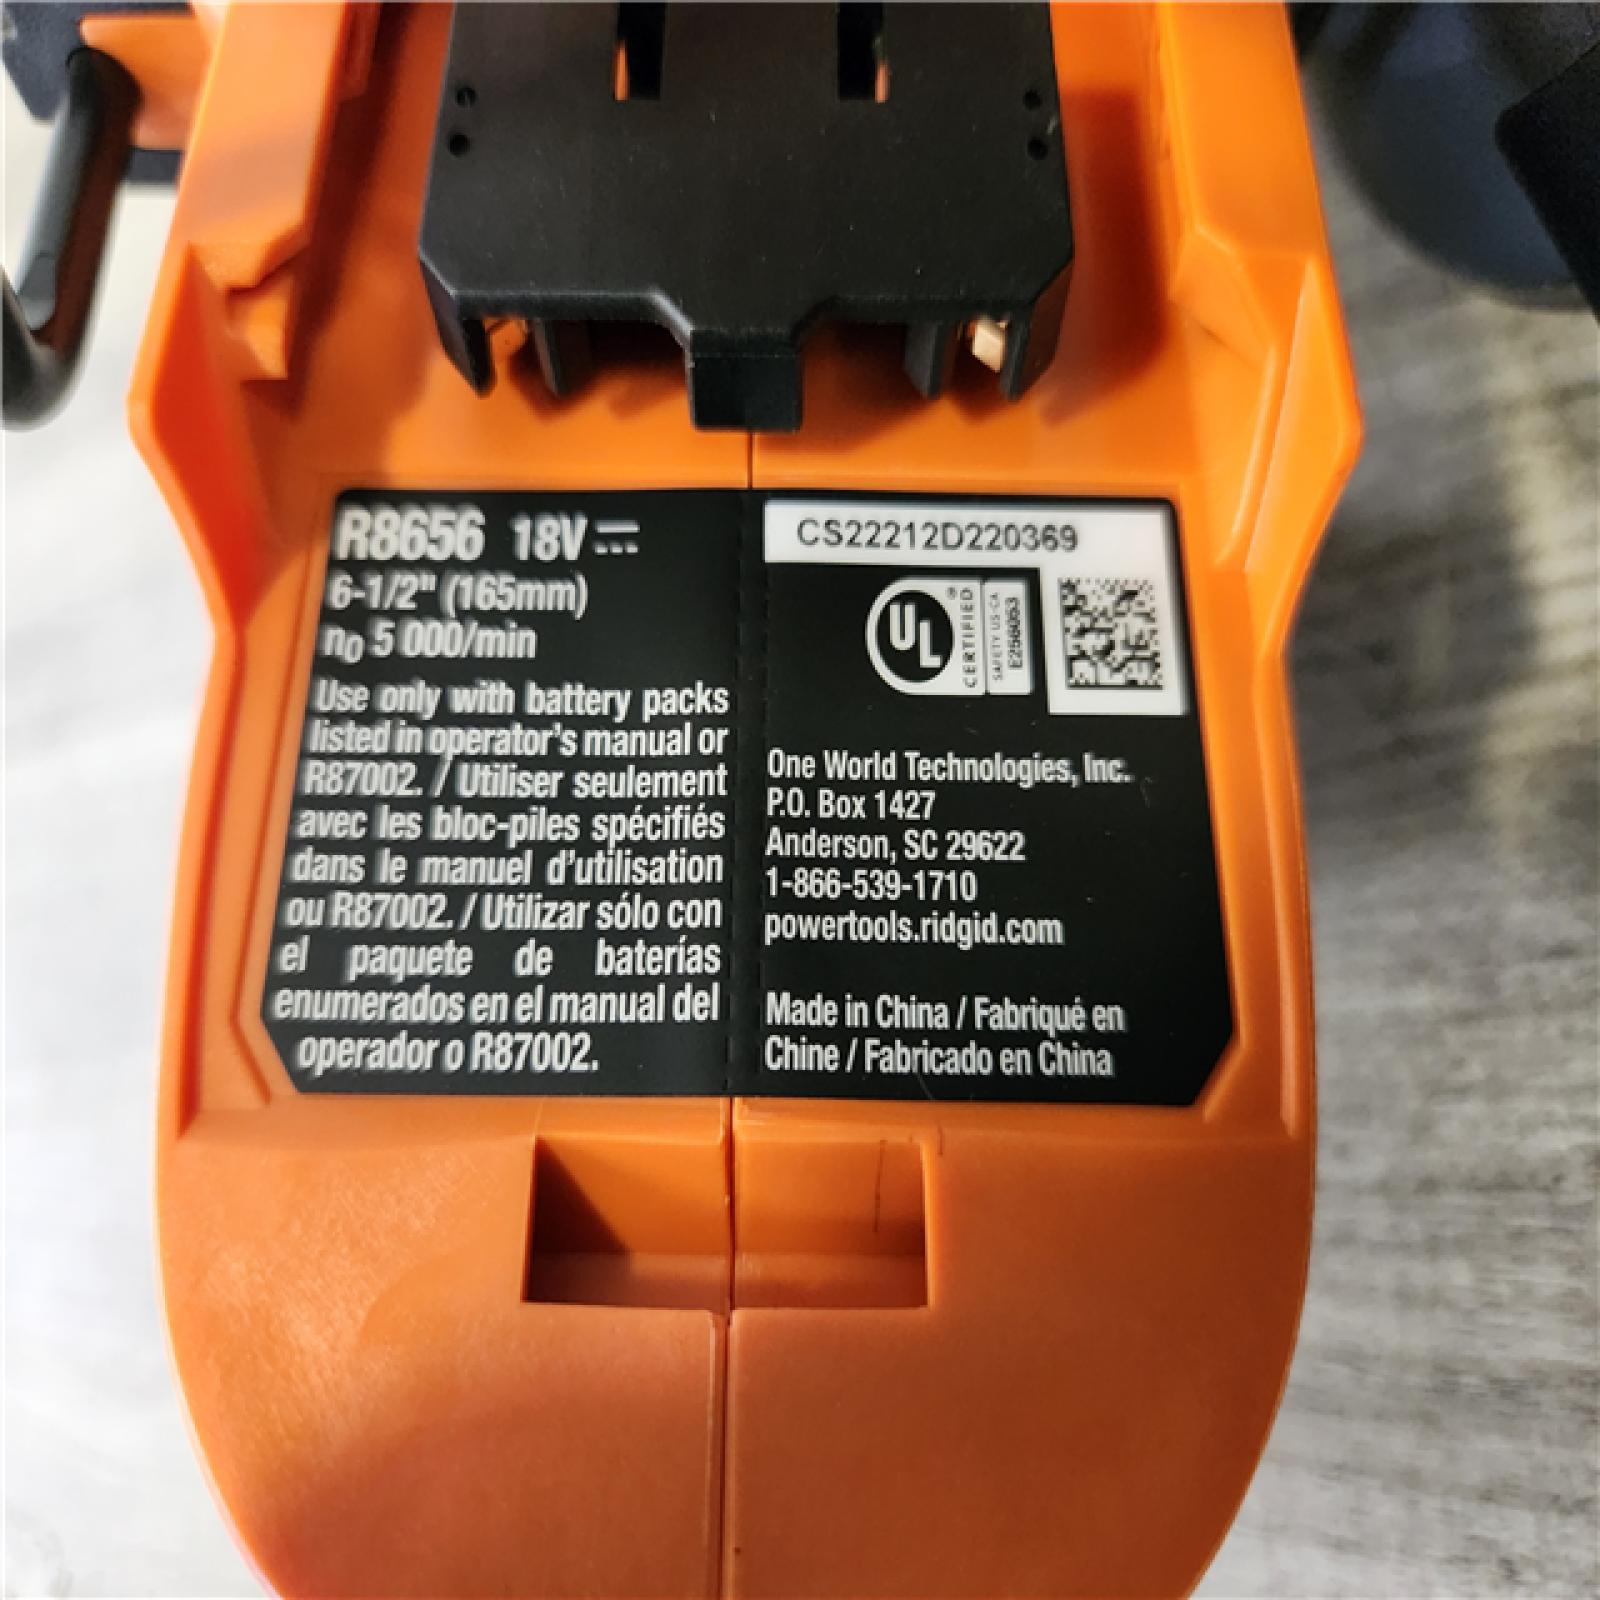 R8656 18V
6-1/2" (165mm)
n0 5 000/min
Use only with battery packs
listed in operator's manual or
R87002. / Utiliser seulement
avec les bloc-piles spécifiés
dans le manuel d'utilisation
ou R87002. / Utilizar sólo con
el paquete de baterías
enumerados en el manual del
operador o R87002.
CS22212D220369
UL
®
CERTIFIED
SAFETY US-CA
E256053
One World Technologies, Inc.
P.O. Box 1427
Anderson, SC 29622
1-866-539-1710
powertools.ridgid.com
Made in China / Fabriqué en
Chine / Fabricado en China